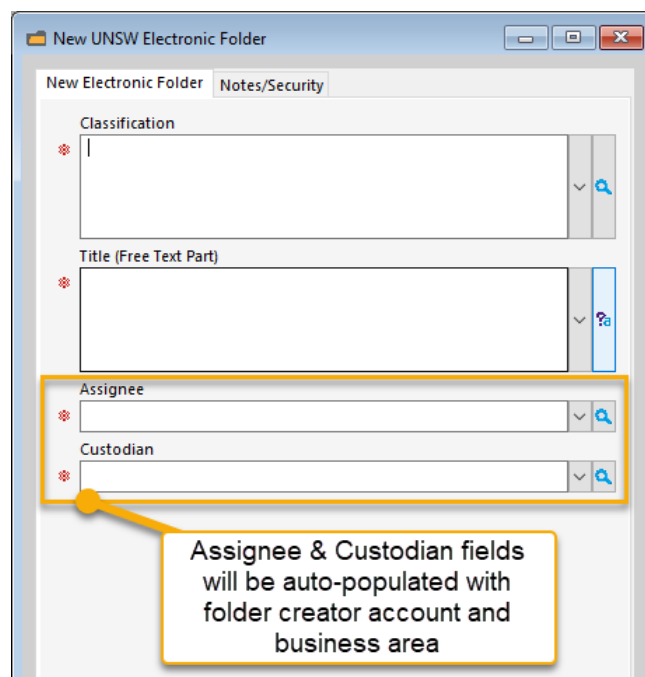 New UNSW Electronic Folder
New Electronic Folder Notes/Security
Classification
Title (Free Text Part)
Assignee
Custodian
Assignee & Custodian fields
will be auto-populated with
folder creator account and
business area